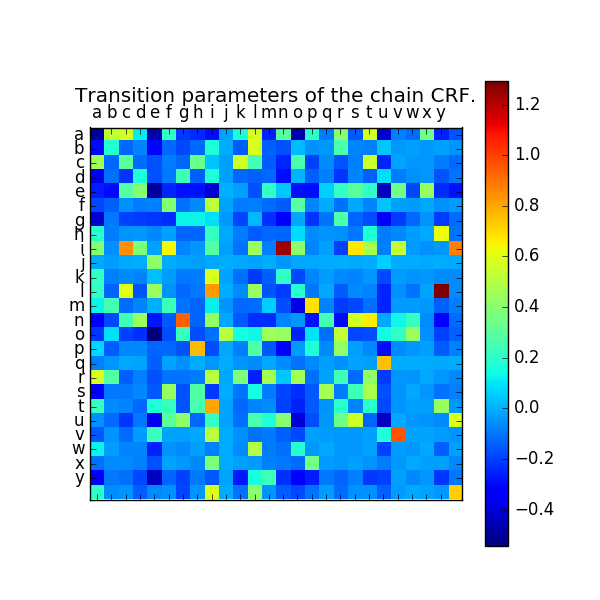 Transition parameters of the chain CRF.
a b c d e f g h i j k l m n o p q r s t u v w x y
a
b
c
d
e
f
g
h
i
j
k
l
m
n
o
p
q
r
s
t
u
v
w
x
y
1.2
1.0
0.8
0.6
0.4
0.2
0.0
−0.2
−0.4